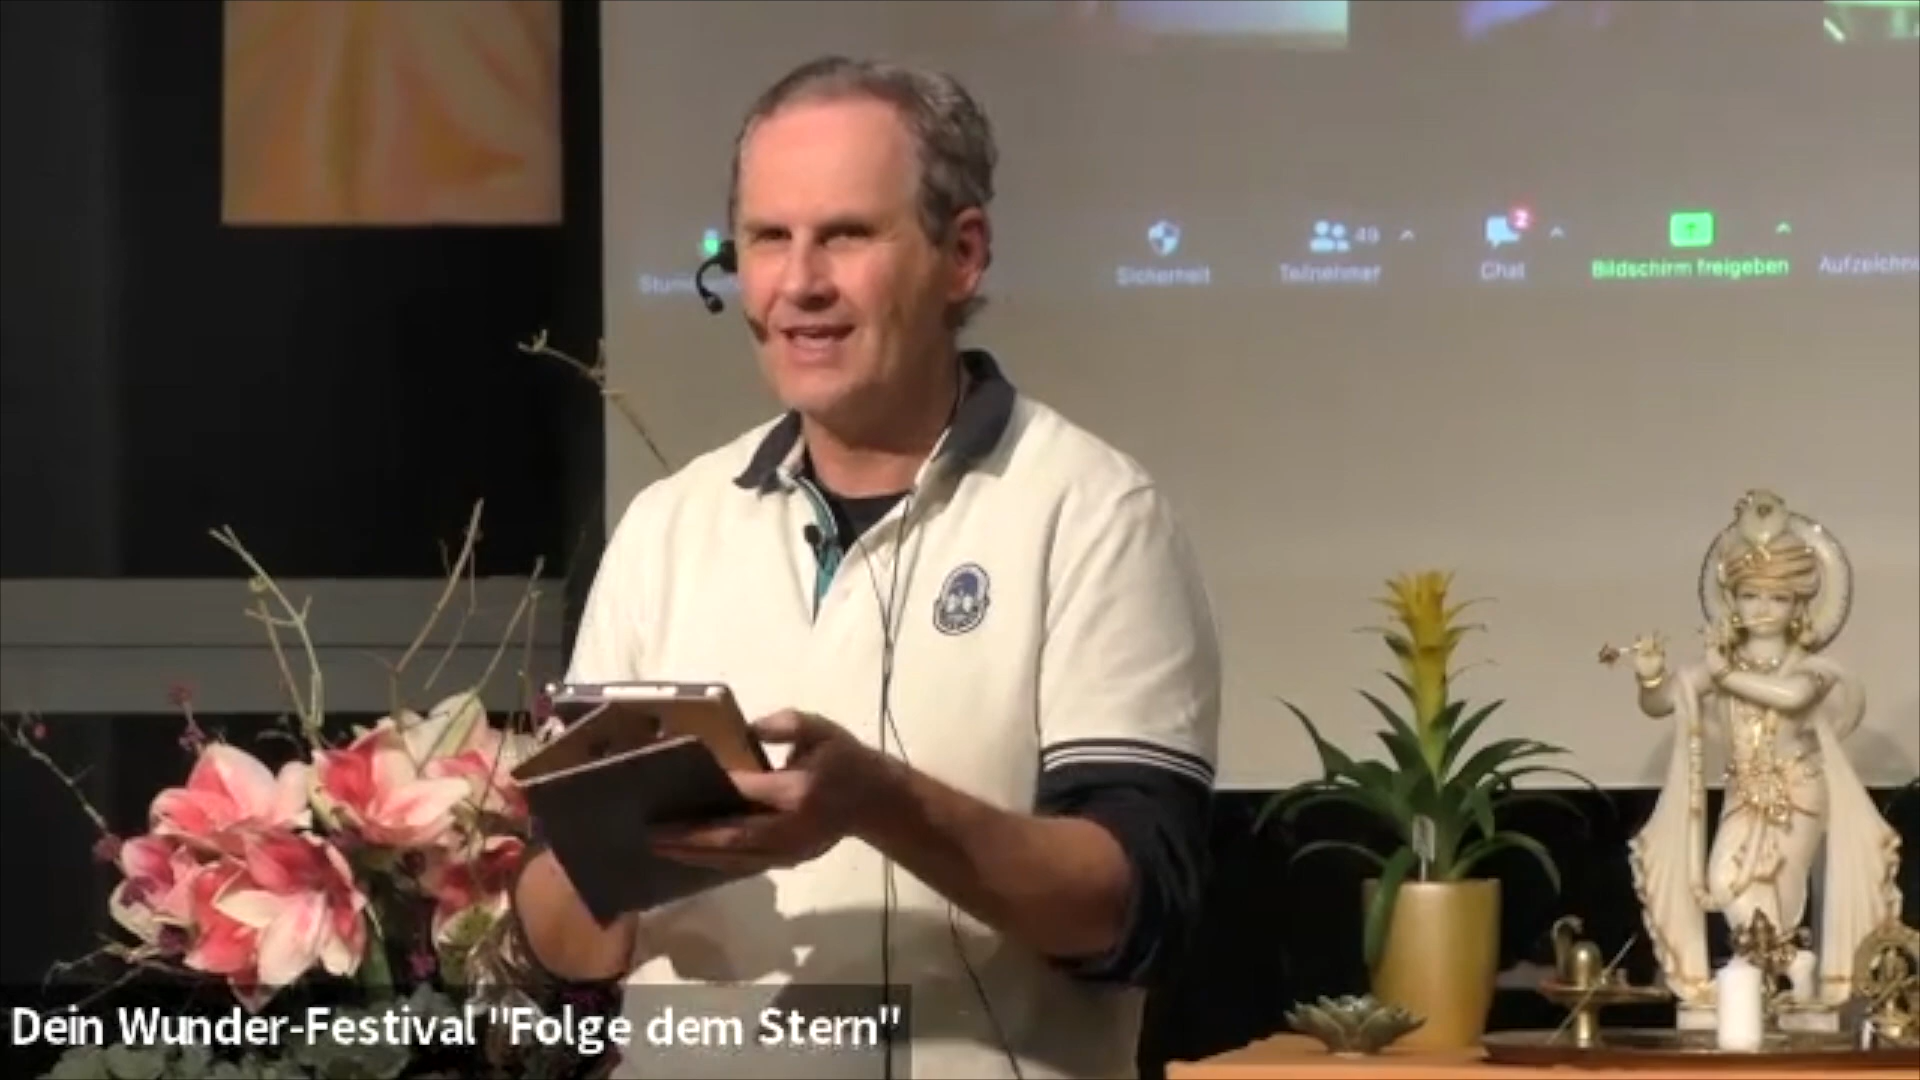 49
2
Sicherheit
Teilnehmer
Chat
Bildschirm freigeben
Dein Wunder-Festival "Folge dem Stern"